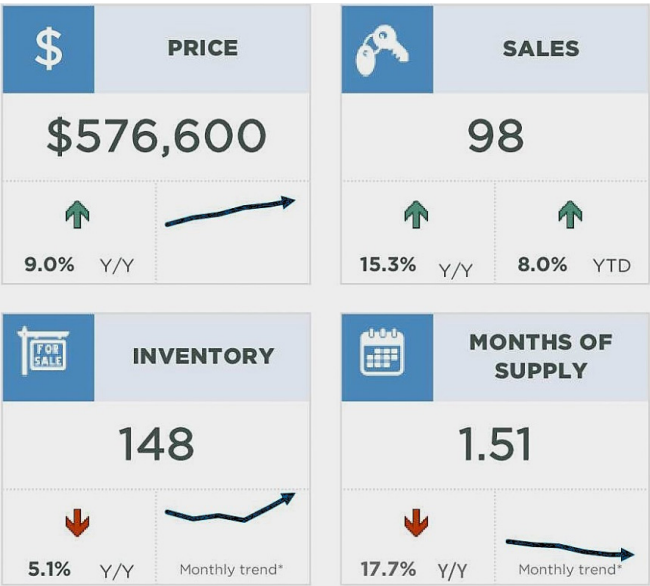 $ PRICE
$576,600
9.0% Y/Y
SALES
98
15.3% Y/Y 8.0% YTD
FOR
SALE
INVENTORY
148
5.1% Y/Y Monthly trend*
MONTHS OF
SUPPLY
1.51
17.7% Y/Y Monthly trend*